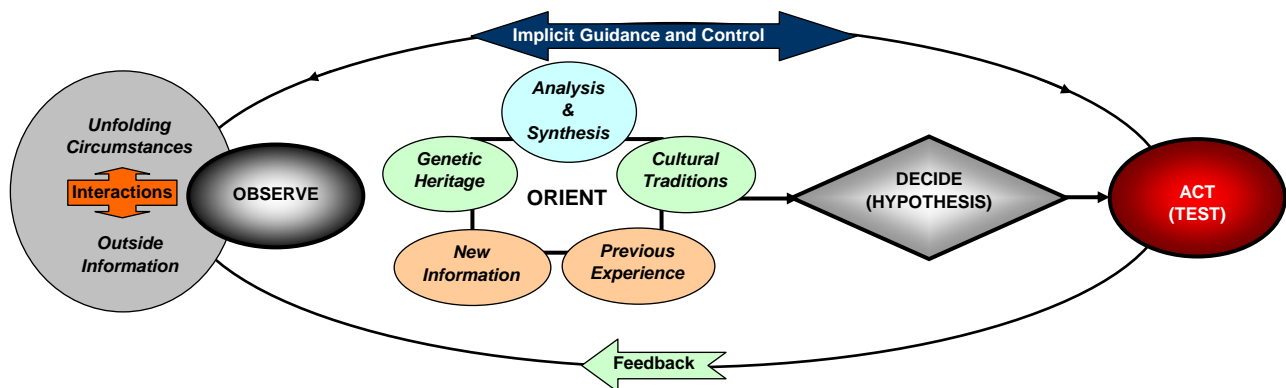 Implicit Guidance and Control
Unfolding
Circumstances
Interactions
Outside
Information
OBSERVE
Analysis
&
Synthesis
Genetic
Heritage
Cultural
Traditions
ORIENT
New
Information
Previous
Experience
DECIDE
(HYPOTHESIS)
ACT
(TEST)
Feedback